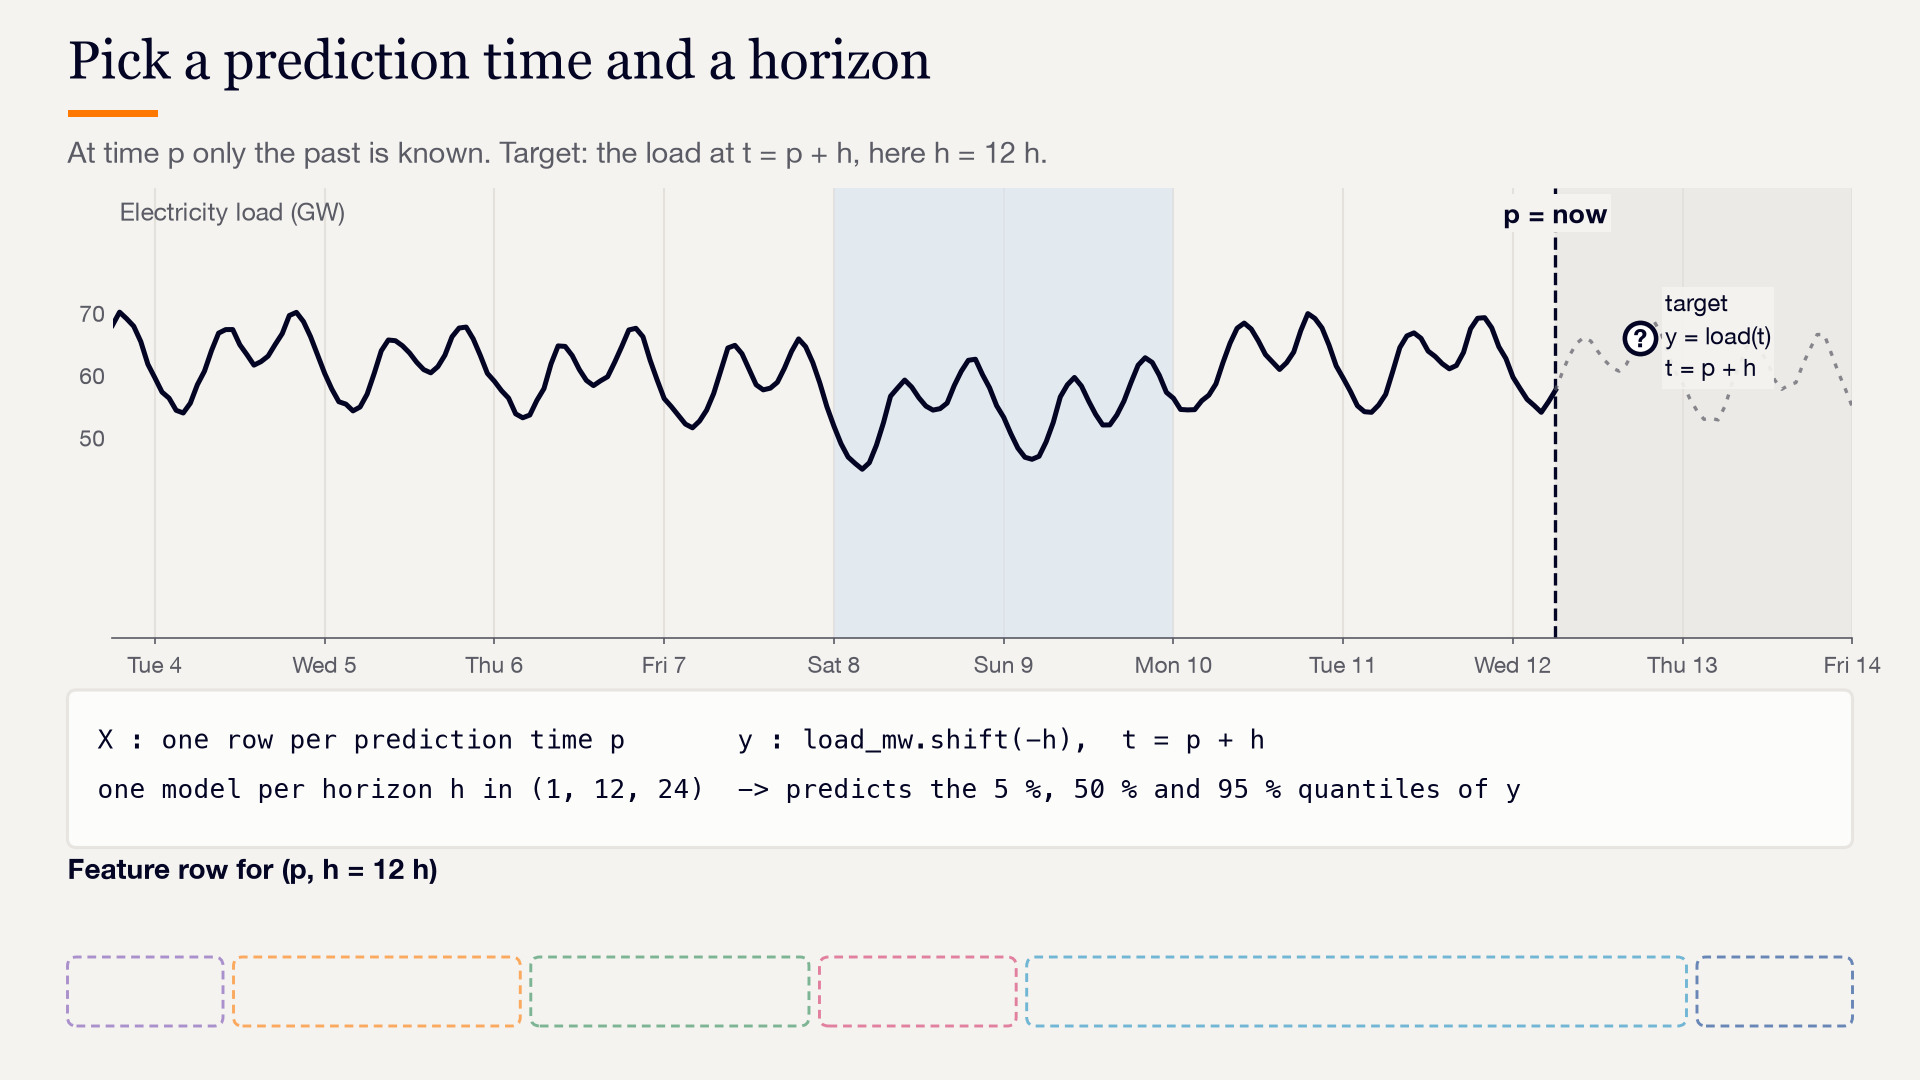 Pick a prediction time and a horizon
At time p only the past is known. Target: the load at t = p + h, here h = 12 h.
Electricity load (GW)
p = now
70
60
50
?
target
y = load(t)
t = p + h
Tue 4
Wed 5
Thu 6
Fri 7
Sat 8
Sun 9
Mon 10
Tue 11
Wed 12
Thu 13
Fri 14
X : one row per prediction time p       y : load_mw.shift(−h),  t = p + h
one model per horizon h in (1, 12, 24)  −> predicts the 5 %, 50 % and 95 % quantiles of y
Feature row for (p, h = 12 h)